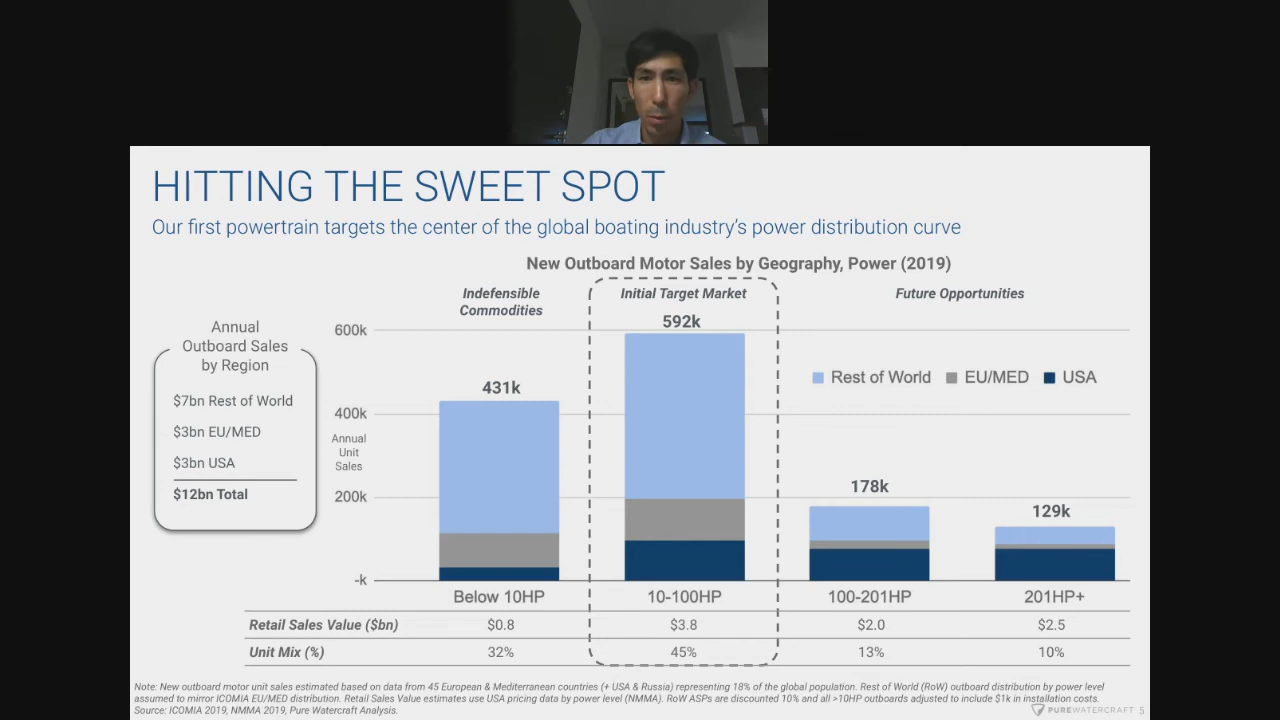 HITTING THE SWEET SPOT
Our first powertrain targets the center of the global boating industry's power distribution curve
New Outboard Motor Sales by Geography, Power (2019)
Indefensible
Commodities
Initial Target Market
Future Opportunities
Annual
Outboard Sales
by Region
$7bn Rest of World
$3bn EU/MED
$3bn USA
$12bn Total
600k
400k
Annual
Unit
Sales
200k
-k
431k
592k
178k
129k
Rest of World EU/MED USA
Below 10HP 10-100HP 100-201HP 201HP+
Retail Sales Value ($bn) $0.8 $3.8 $2.0 $2.5
Unit Mix (%) 32% 45% 13% 10%
Note: New outboard motor unit sales estimated based on data from 45 European & Mediterranean countries (+ USA & Russia) representing 18% of the global population. Rest of World (RoW) outboard distribution by power level
assumed to mirror ICOMIA EU/MED distribution. Retail Sales Value estimates use USA pricing data by power level (NMMA). RoW ASPs are discounted 10% and all >10HP outboards adjusted to include $1k in installation costs.
Source: ICOMIA 2019, NMMA 2019, Pure Watercraft Analysis.
PUREWATERCRAFT 5